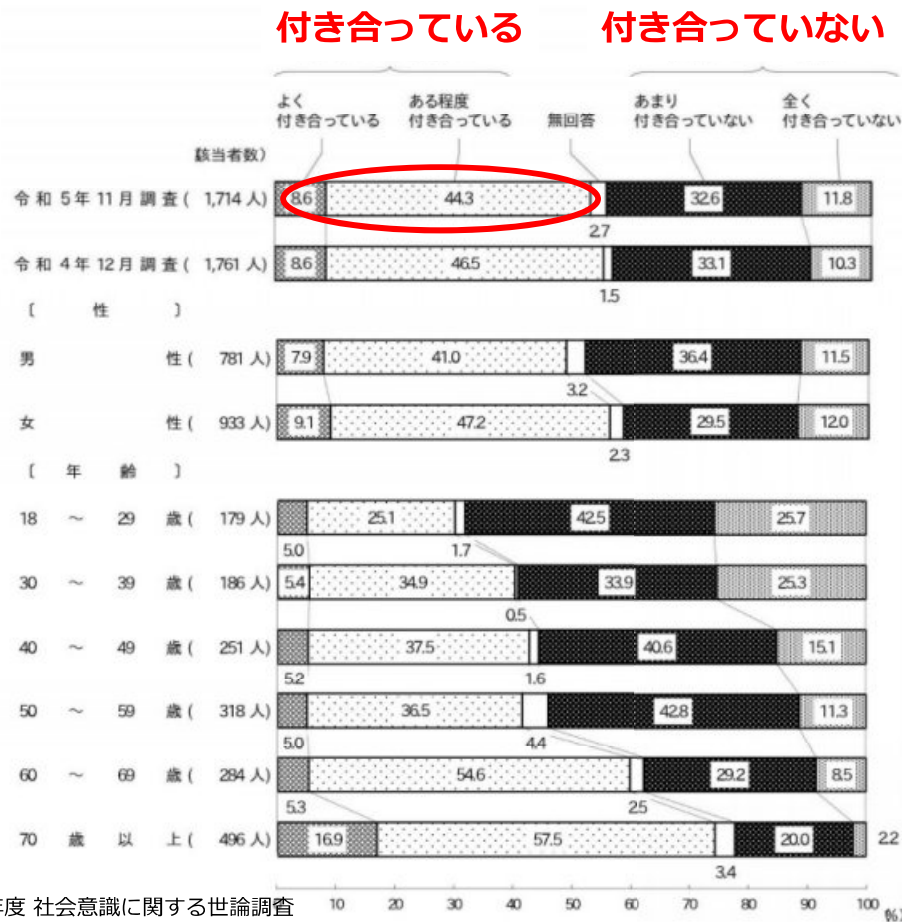 付き合っている 付き合っていない
よく ある程度 あまり 全く
付き合っている 付き合っている 無回答 付き合っていない 付き合っていない
該当者数)
令和5年11月調査( 1,714人) 8.6 44.3 32.6 11.8
2.7
令和4年12月調査( 1,761人) 8.6 46.5 33.1 10.3
1.5
〔 性 〕
男 性( 781人) 7.9 41.0 36.4 11.5
3.2
女 性( 933人) 9.1 47.2 29.5 12.0
2.3
〔 年 齢 〕
18 ～ 29 歳( 179人) 25.1 42.5 25.7
5.0 1.7
30 ～ 39 歳( 186人) 5.4 34.9 33.9 25.3
0.5
40 ～ 49 歳( 251人) 37.5 40.6 15.1
5.2 1.6
50 ～ 59 歳( 318人) 36.5 42.8 11.3
5.0 4.4
60 ～ 69 歳( 284人) 54.6 29.2 8.5
5.3 2.5
70 歳 以 上( 496人) 16.9 57.5 20.0 2.2
3.4
年度 社会意識に関する世論調査 10 20 30 40 50 60 70 80 90 100
(%)